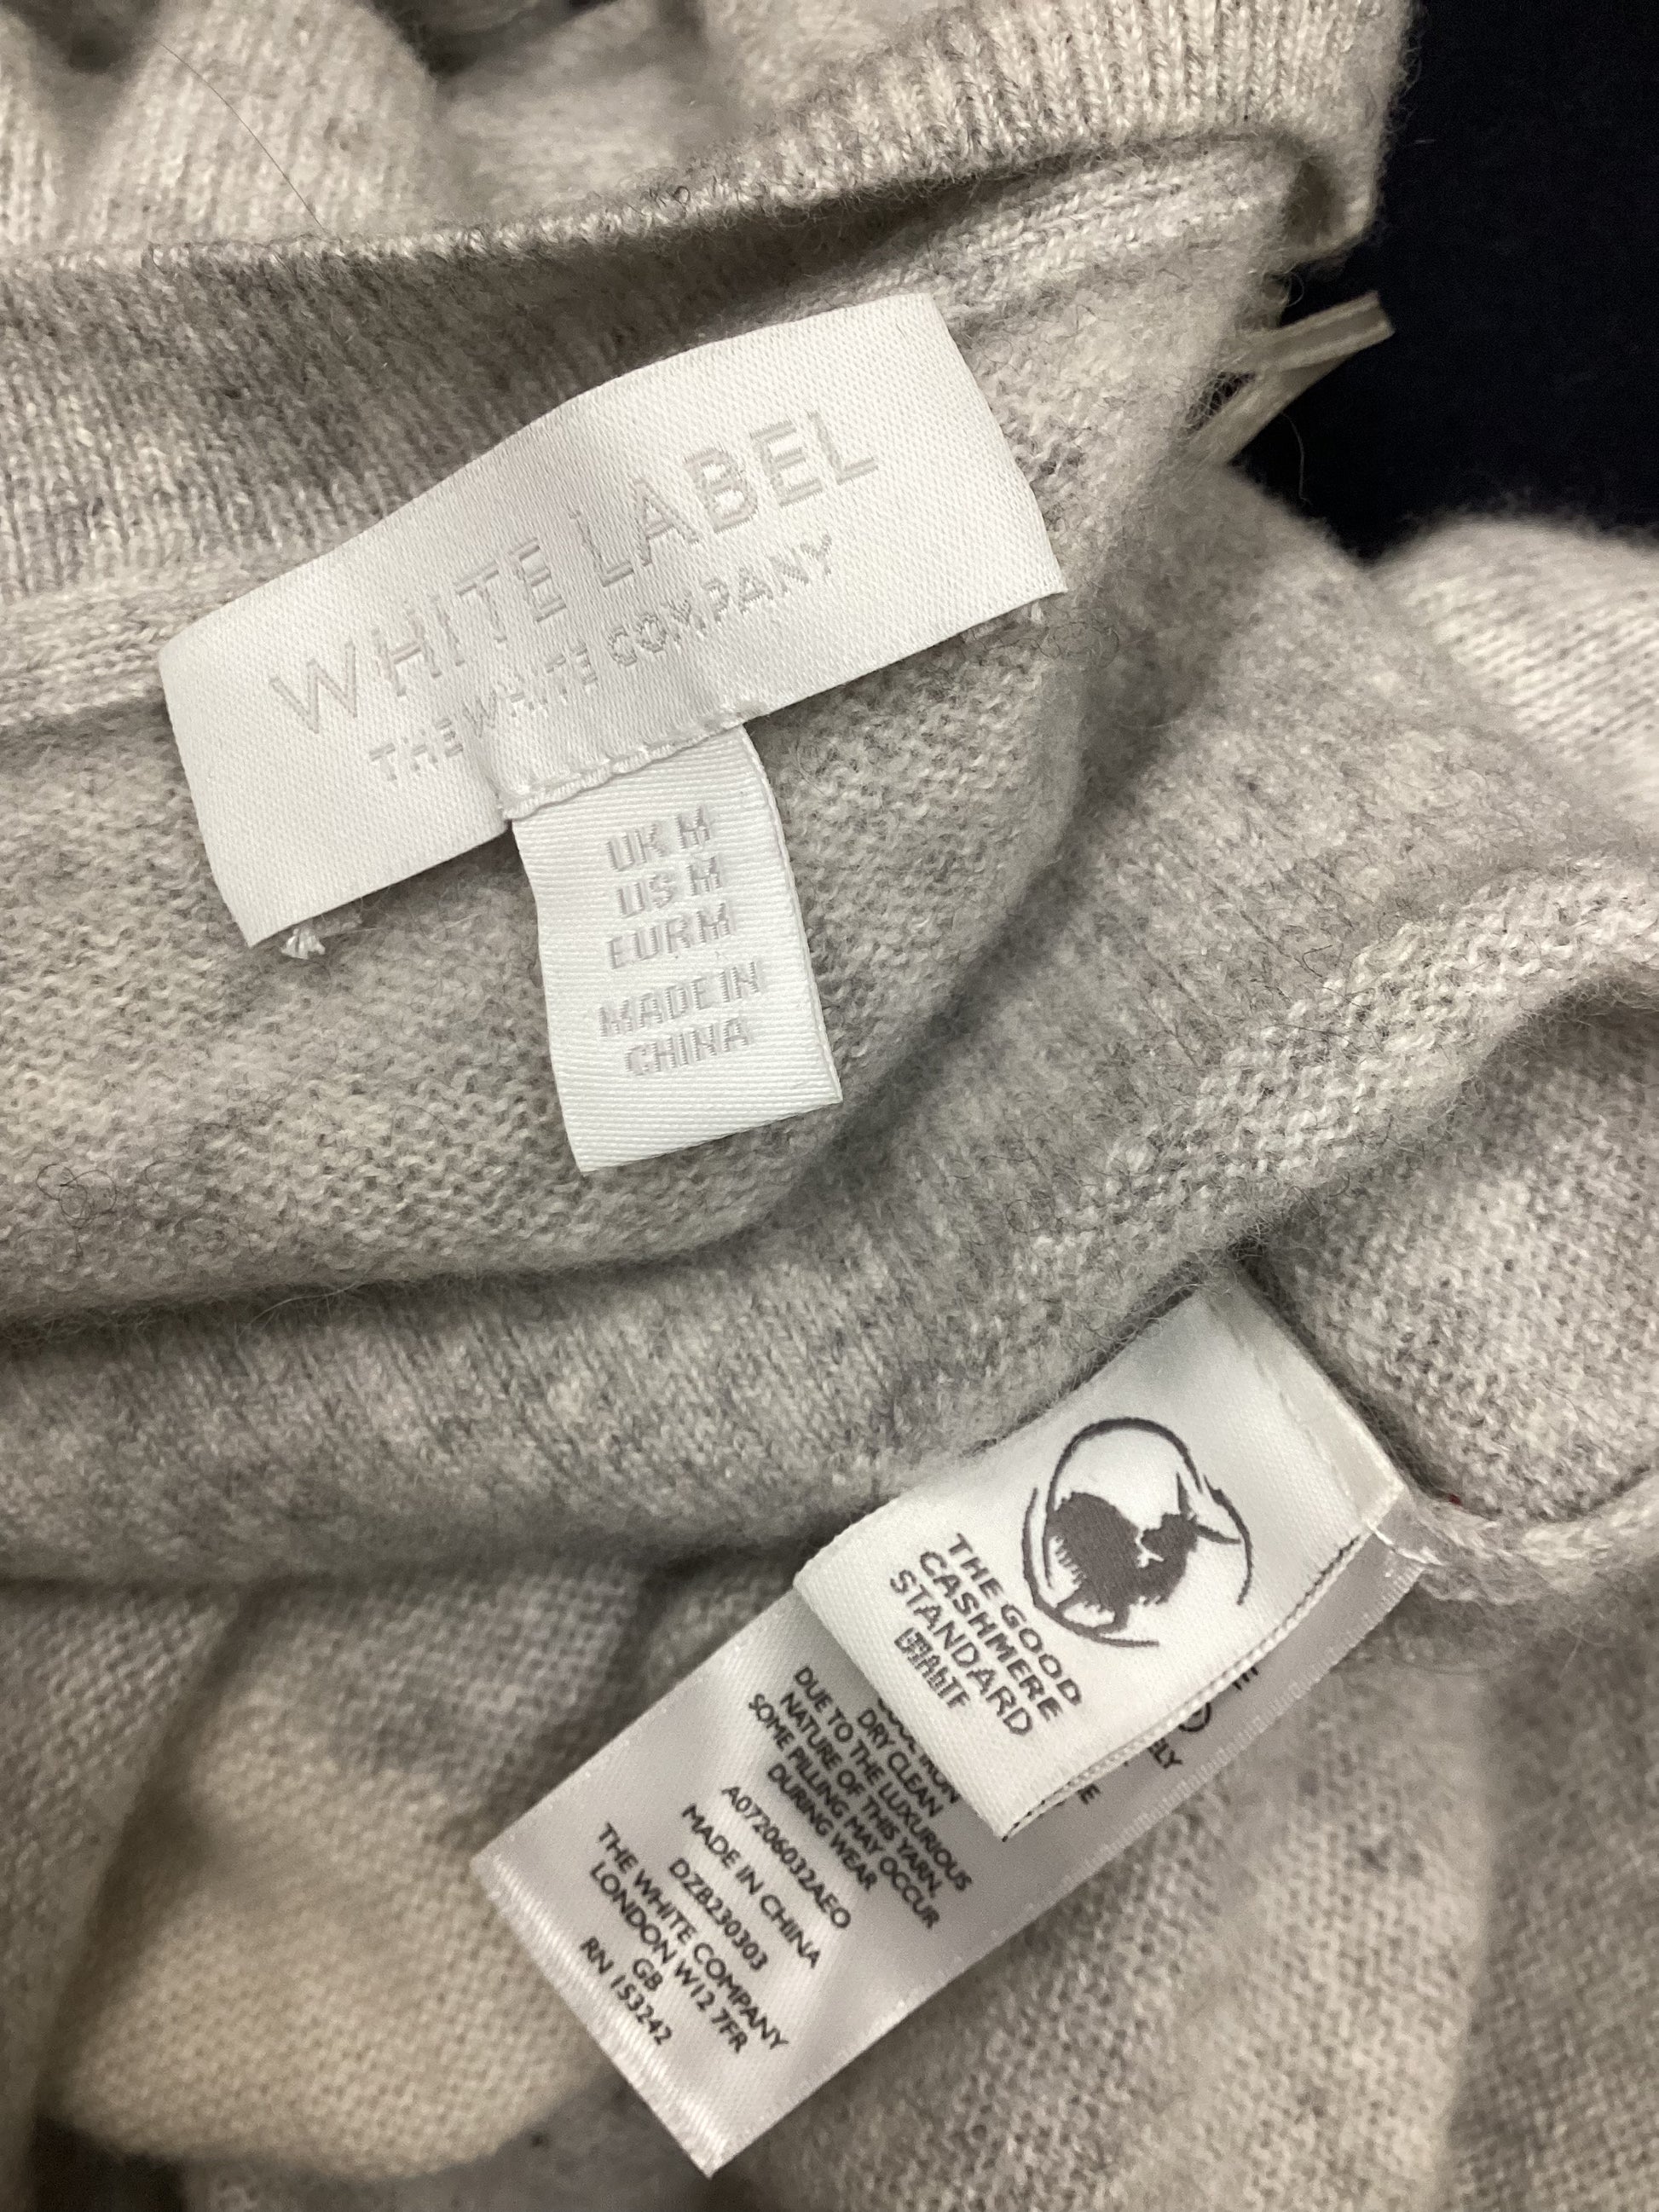 WHITE LABEL
THE WHITE COMPANY
UK M
US M
EUR M
MADE IN
CHINA
THE GOOD
CASHMERE
STANDARD
DRY CLEAN
DUE TO THE LUXURIOUS
NATURE OF THIS YARN,
SOME PILLING MAY OCCUR
DURING WEAR
A07206032AEO
MADE IN CHINA
DZB230303
THE WHITE COMPANY
LONDON W12 7FR
GB
RN 153242